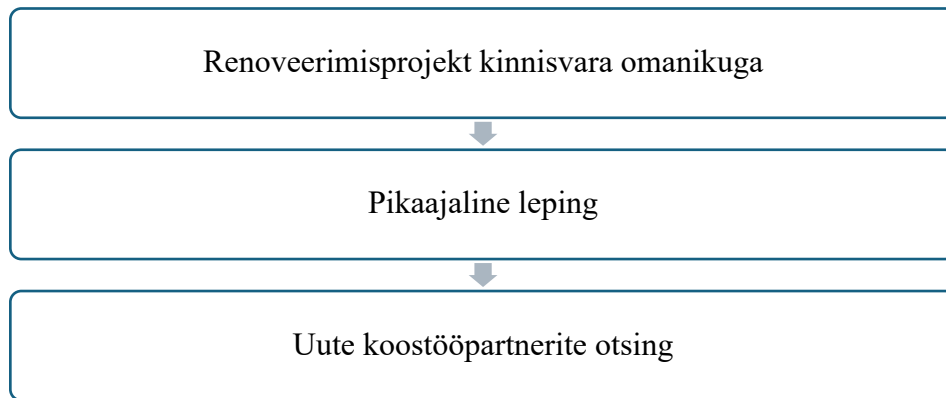 Renoveerimisprojekt kinnisvara omanikuga
Pikaajaline leping
Uute koostööpartnerite otsing